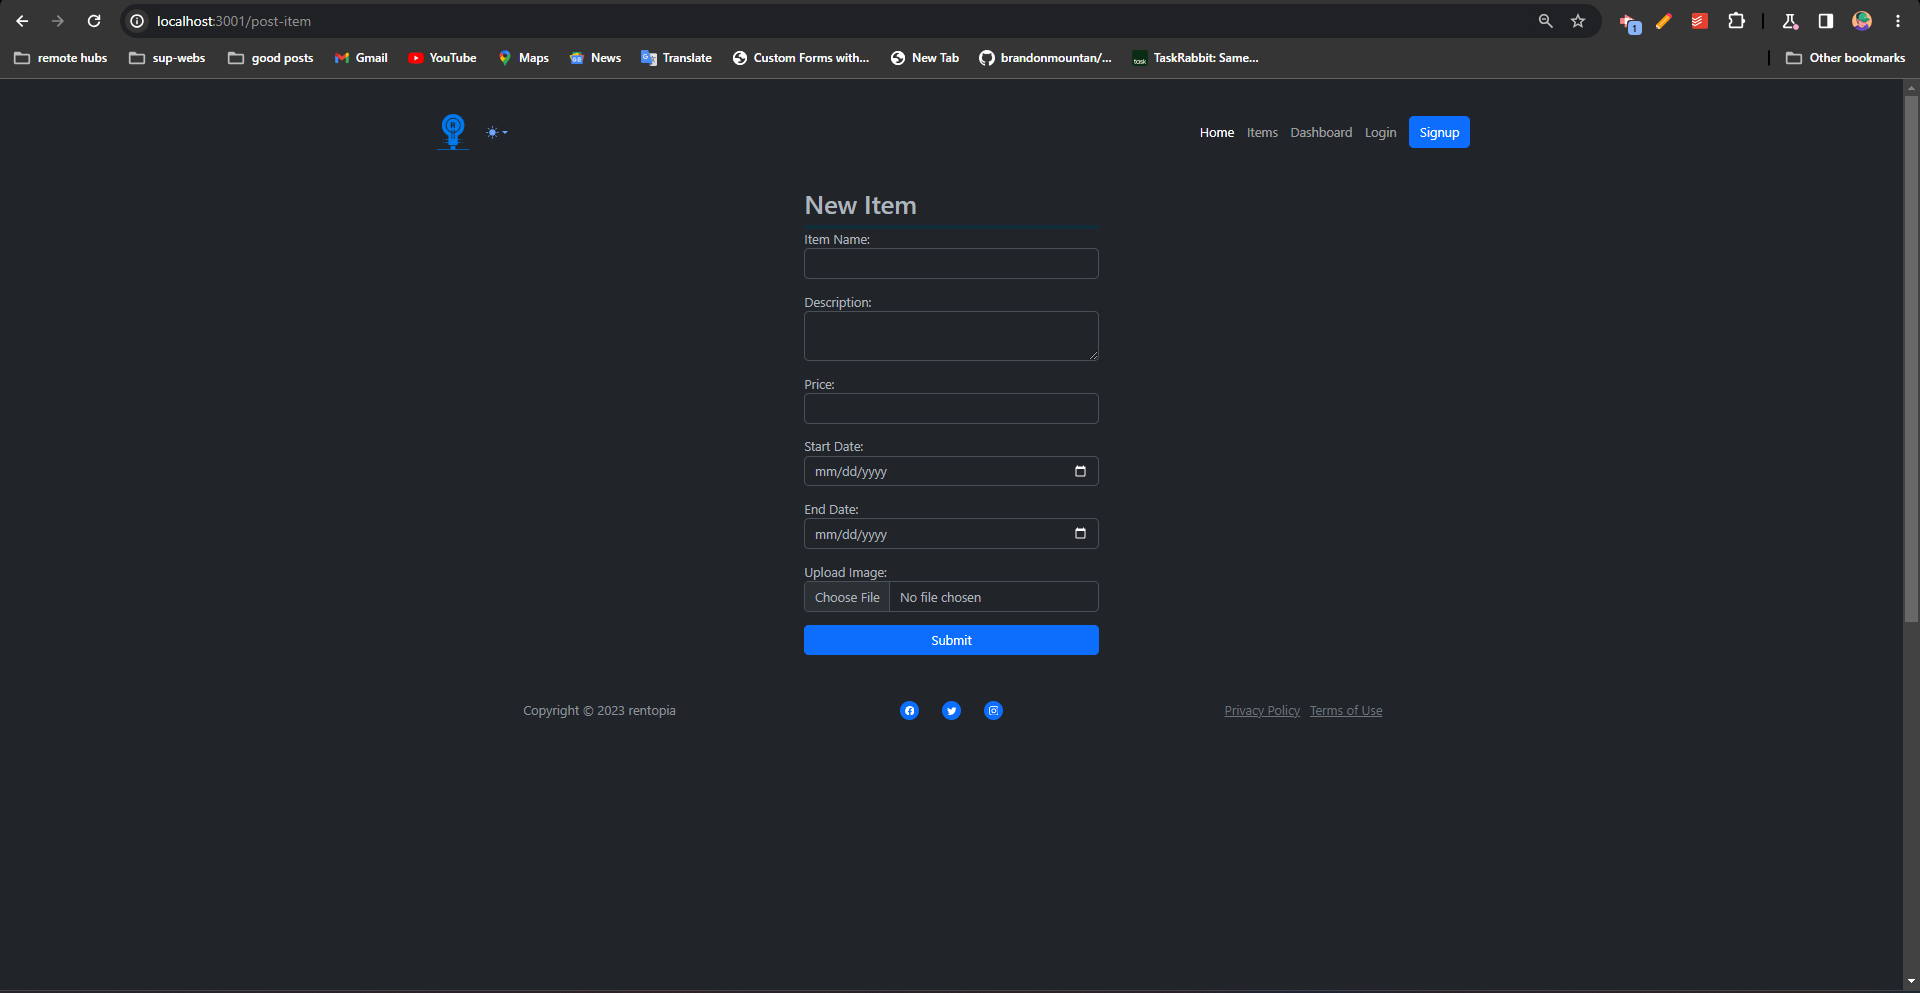 localhost:3001/post-item
1
remote hubs sup-webs good posts Gmail YouTube Maps News Translate Custom Forms with... New Tab brandonmountan/... TaskRabbit: Same... Other bookmarks
Home Items Dashboard Login Signup
New Item
Item Name:
Description:
Price:
Start Date:
mm/dd/yyyy
End Date:
mm/dd/yyyy
Upload Image:
Choose File No file chosen
Submit
Copyright © 2023 rentopia Privacy Policy Terms of Use